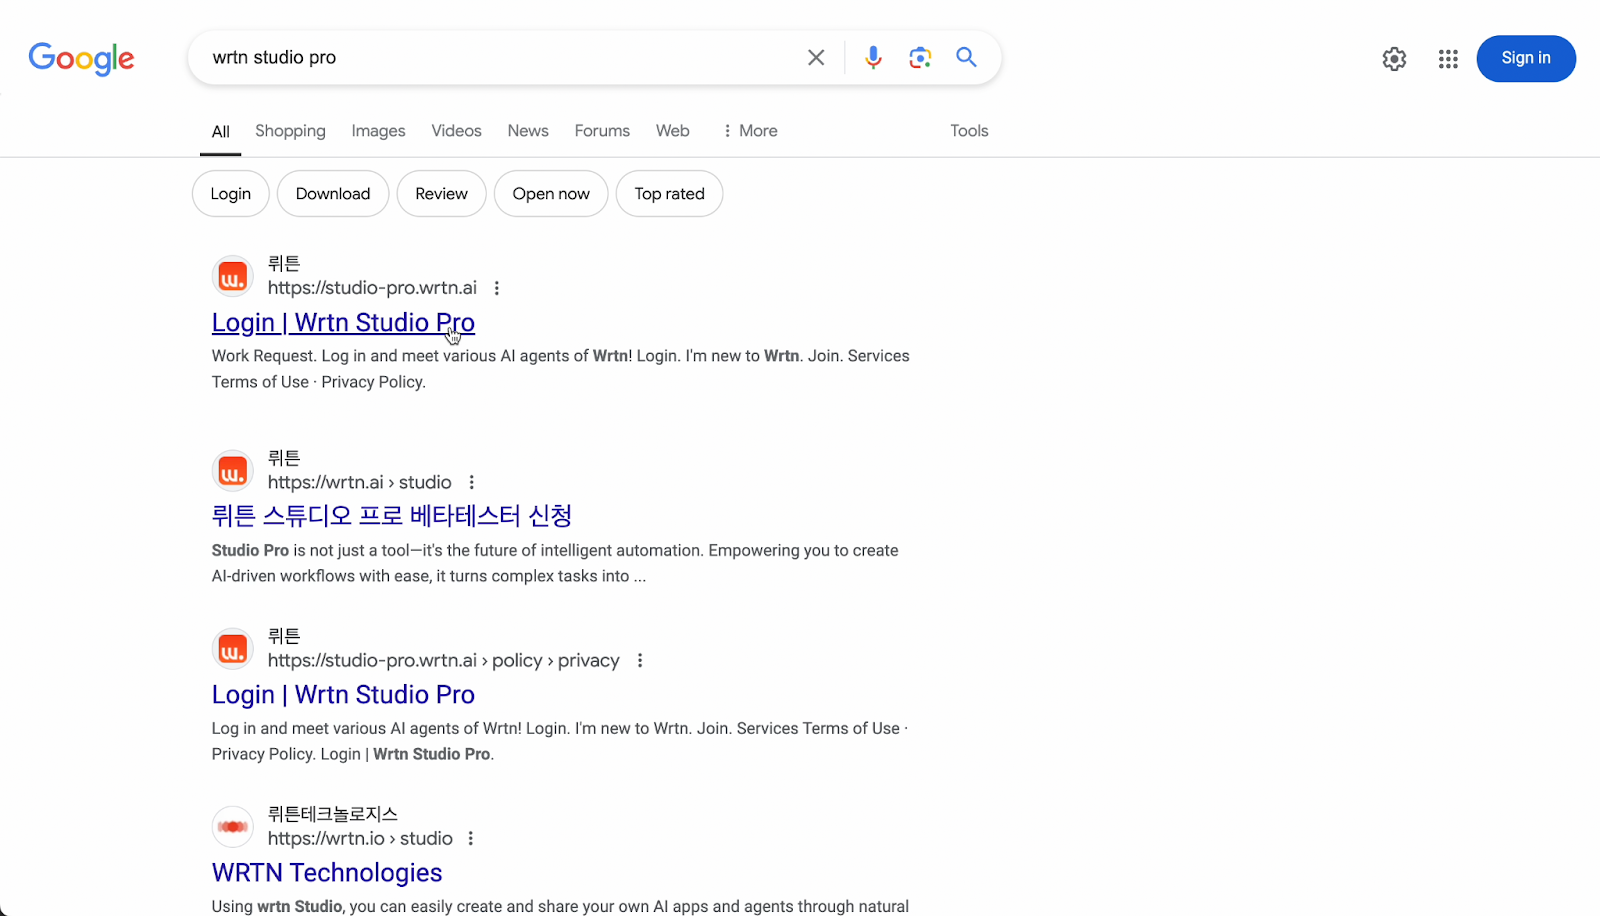 Google
wrtn studio pro
Sign in
All
Shopping
Images
Videos
News
Forums
Web
More
Tools
Login
Download
Review
Open now
Top rated
w.
뤼튼
https://studio-pro.wrtn.ai
Login | Wrtn Studio Pro
Work Request. Log in and meet various AI agents of Wrtn! Login. I'm new to Wrtn. Join. Services
Terms of Use · Privacy Policy.
w.
뤼튼
https://wrtn.ai › studio
뤼튼 스튜디오 프로 베타테스터 신청
Studio Pro is not just a tool—it's the future of intelligent automation. Empowering you to create
AI-driven workflows with ease, it turns complex tasks into ...
w.
뤼튼
https://studio-pro.wrtn.ai › policy › privacy
Login | Wrtn Studio Pro
Log in and meet various AI agents of Wrtn! Login. I'm new to Wrtn. Join. Services Terms of Use ·
Privacy Policy. Login | Wrtn Studio Pro.
뤼튼테크놀로지스
https://wrtn.io › studio
WRTN Technologies
Using wrtn Studio, you can easily create and share your own AI apps and agents through natural